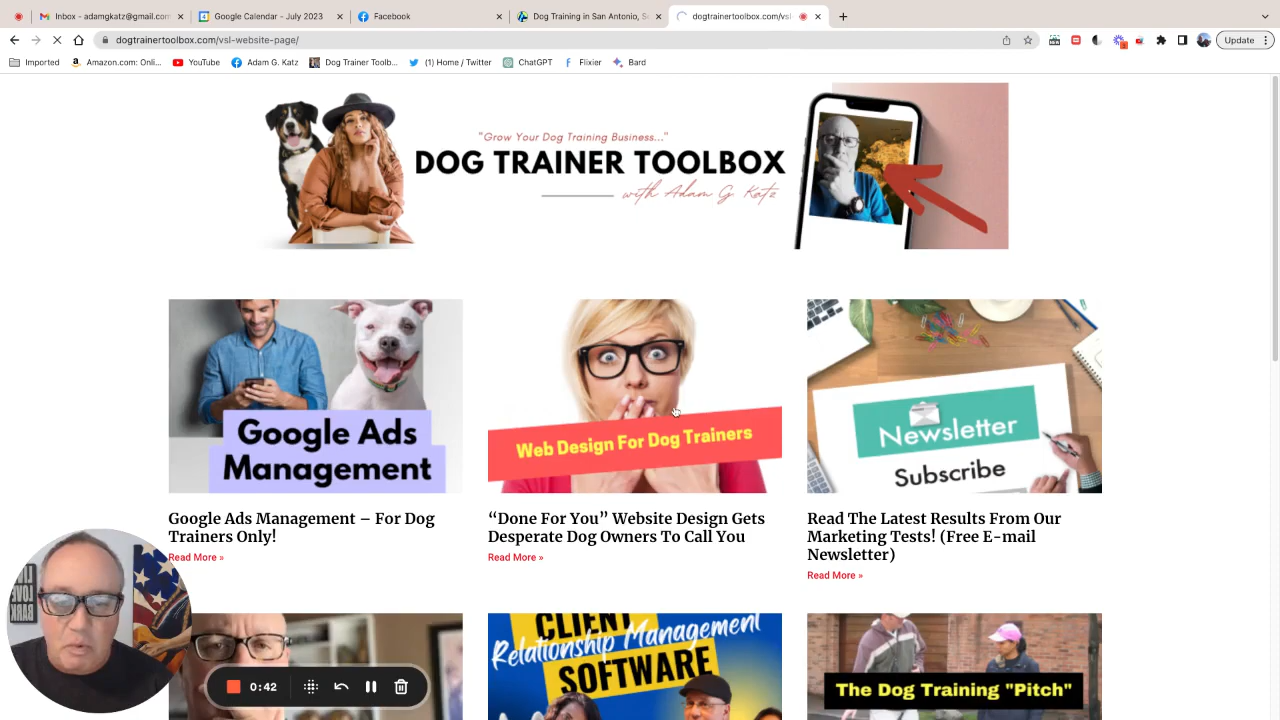 Inbox - adamgkatz@gmail.com
Google Calendar - July 2023
Facebook
Dog Training in San Antonio, S
dogtrainertoolbox.com/vsl-
dogtrainertoolbox.com/vsl-website-page/
Update
Imported
Amazon.com: Onli...
YouTube
Adam G. Katz
Dog Trainer Toolb...
(1) Home / Twitter
ChatGPT
Flixier
Bard
"Grow Your Dog Training Business..."
DOG TRAINER TOOLBOX
with Adam G. Katz
Google Ads
Management
Web Design For Dog Trainers
Newsletter
Subscribe
Google Ads Management – For Dog
Trainers Only!
Read More »
“Done For You” Website Design Gets
Desperate Dog Owners To Call You
Read More »
Read The Latest Results From Our
Marketing Tests! (Free E-mail
Newsletter)
Read More »
CLIENT
Relationship Management
SOFTWARE
The Dog Training "Pitch"
LOVE
BARK
0:42